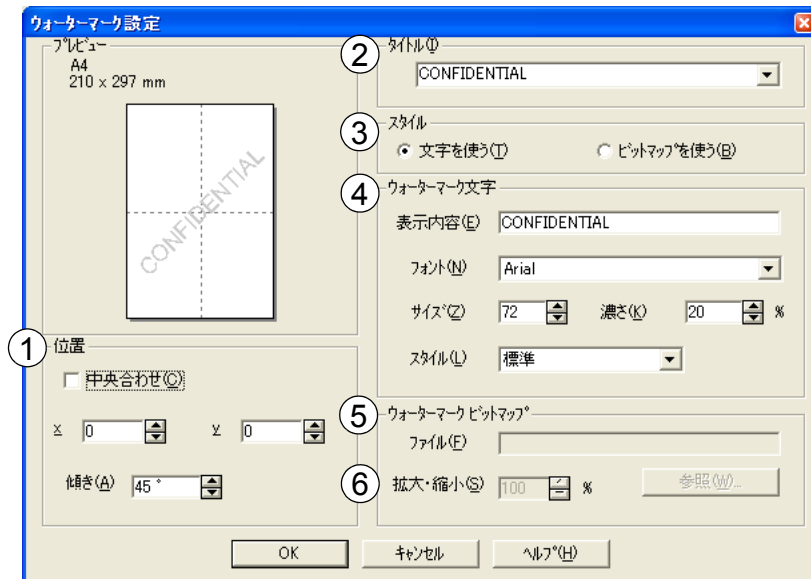 ウォーターマーク設定
プレビュー
A4
210 x 297 mm
CONFIDENTIAL
① 位置
中央合わせ(C)
x 0 y 0
傾き(A) 45 °
② タイトル(I)
CONFIDENTIAL
③ スタイル
文字を使う(T) ビットマップを使う(B)
④ ウォーターマーク文字
表示内容(E) CONFIDENTIAL
フォント(N) Arial
サイズ(Z) 72 濃さ(K) 20 %
スタイル(L) 標準
⑤ ウォーターマーク ビットマップ
ファイル(F)
⑥ 拡大・縮小(S) 100 % 参照(W)...
OK キャンセル ヘルプ(H)